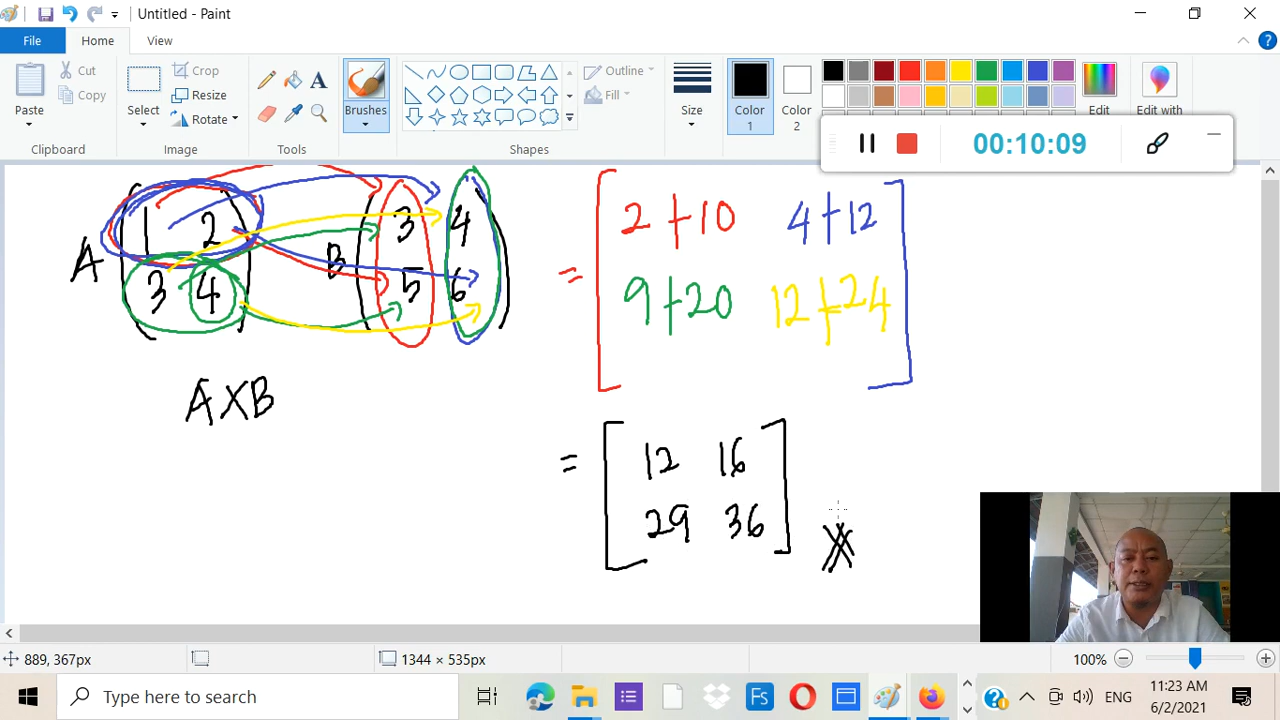 Untitled - Paint
File Home View
Paste
Cut
Copy
Clipboard
Select
Crop
Resize
Rotate
Image
Tools
Brushes
Shapes
Outline
Fill
Size
Color 1
Color 2
Edit
Edit with
00:10:09
A 1 2 B 3 4 = 2+10 4+12
3 4 5 6 9+20 12+24
AXB
= 12 16
29 36
889, 367px
1344 × 535px
100%
Type here to search
Fs
ENG
11:23 AM
6/2/2021